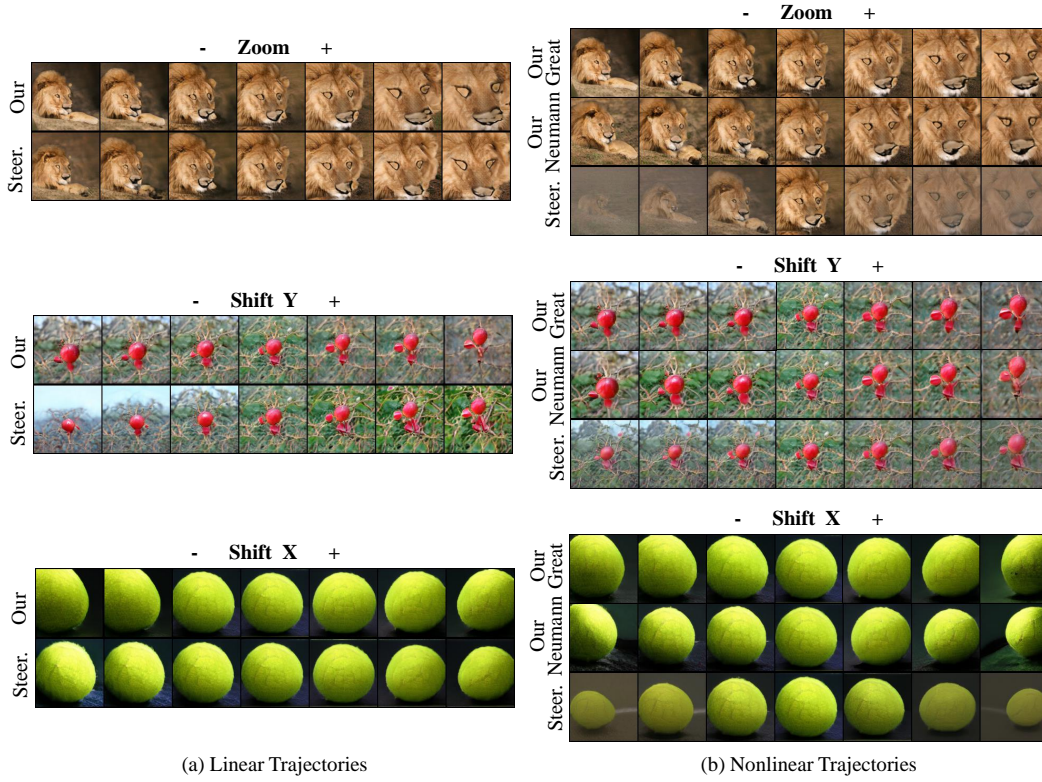 - Zoom +
Our
Steer.
- Shift Y +
Our
Steer.
- Shift X +
Our
Steer.
(a) Linear Trajectories
- Zoom +
Our
Great
Our
Neumann
Steer.
- Shift Y +
Our
Great
Our
Neumann
Steer.
- Shift X +
Our
Great
Our
Neumann
Steer.
(b) Nonlinear Trajectories